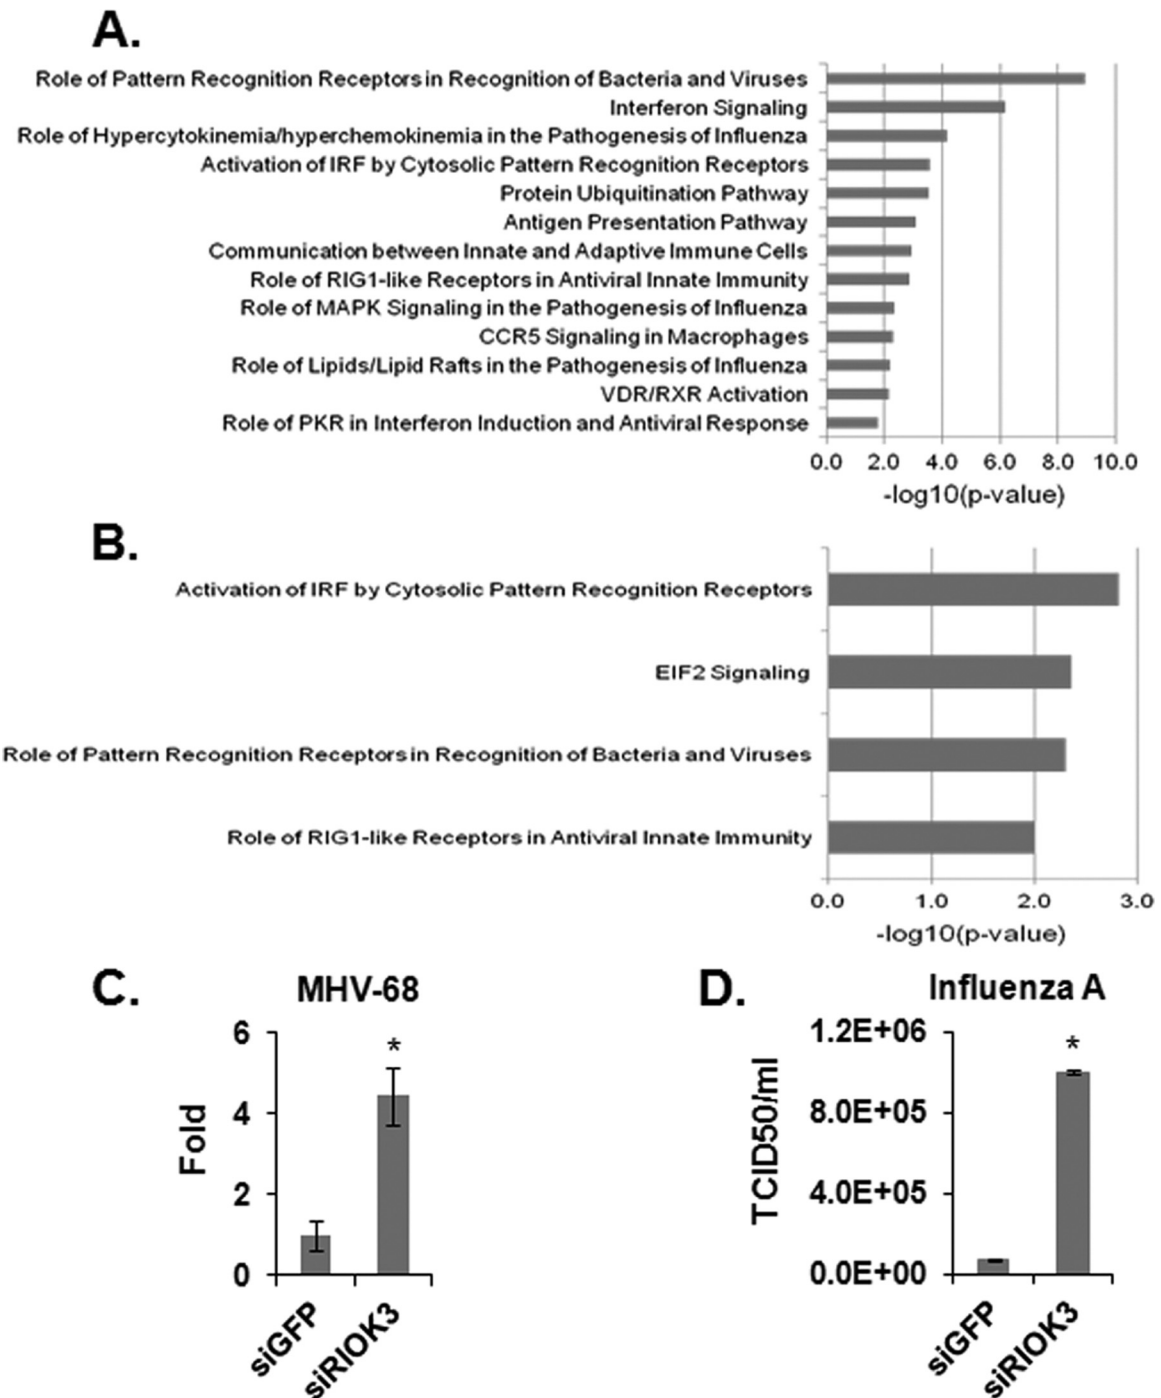 A.
Role of Pattern Recognition Receptors in Recognition of Bacteria and Viruses
Interferon Signaling
Role of Hypercytokinemia/hyperchemokinemia in the Pathogenesis of Influenza
Activation of IRF by Cytosolic Pattern Recognition Receptors
Protein Ubiquitination Pathway
Antigen Presentation Pathway
Communication between Innate and Adaptive Immune Cells
Role of RIG1-like Receptors in Antiviral Innate Immunity
Role of MAPK Signaling in the Pathogenesis of Influenza
CCR5 Signaling in Macrophages
Role of Lipids/Lipid Rafts in the Pathogenesis of Influenza
VDR/RXR Activation
Role of PKR in Interferon Induction and Antiviral Response
0.0 2.0 4.0 6.0 8.0 10.0
-log10(p-value)
B.
Activation of IRF by Cytosolic Pattern Recognition Receptors
EIF2 Signaling
Role of Pattern Recognition Receptors in Recognition of Bacteria and Viruses
Role of RIG1-like Receptors in Antiviral Innate Immunity
0.0 1.0 2.0 3.0
-log10(p-value)
C.
MHV-68
Fold
6
4
2
0
*
siGFP
siRIOK3
D.
Influenza A
TCID50/ml
1.2E+06
8.0E+05
4.0E+05
0.0E+00
*
siGFP
siRIOK3